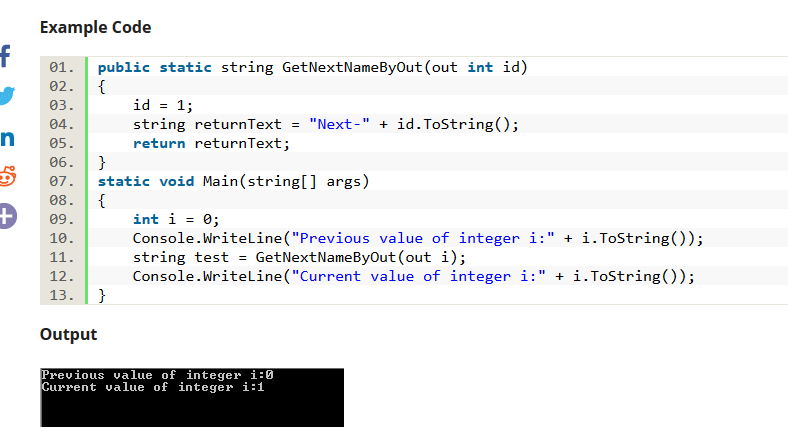 Example Code
01. public static string GetNextNameByOut(out int id)
02. {
03.     id = 1;
04.     string returnText = "Next-" + id.ToString();
05.     return returnText;
06. }
07. static void Main(string[] args)
08. {
09.     int i = 0;
10.     Console.WriteLine("Previous value of integer i:" + i.ToString());
11.     string test = GetNextNameByOut(out i);
12.     Console.WriteLine("Current value of integer i:" + i.ToString());
13. }
Output
Previous value of integer i:0
Current value of integer i:1